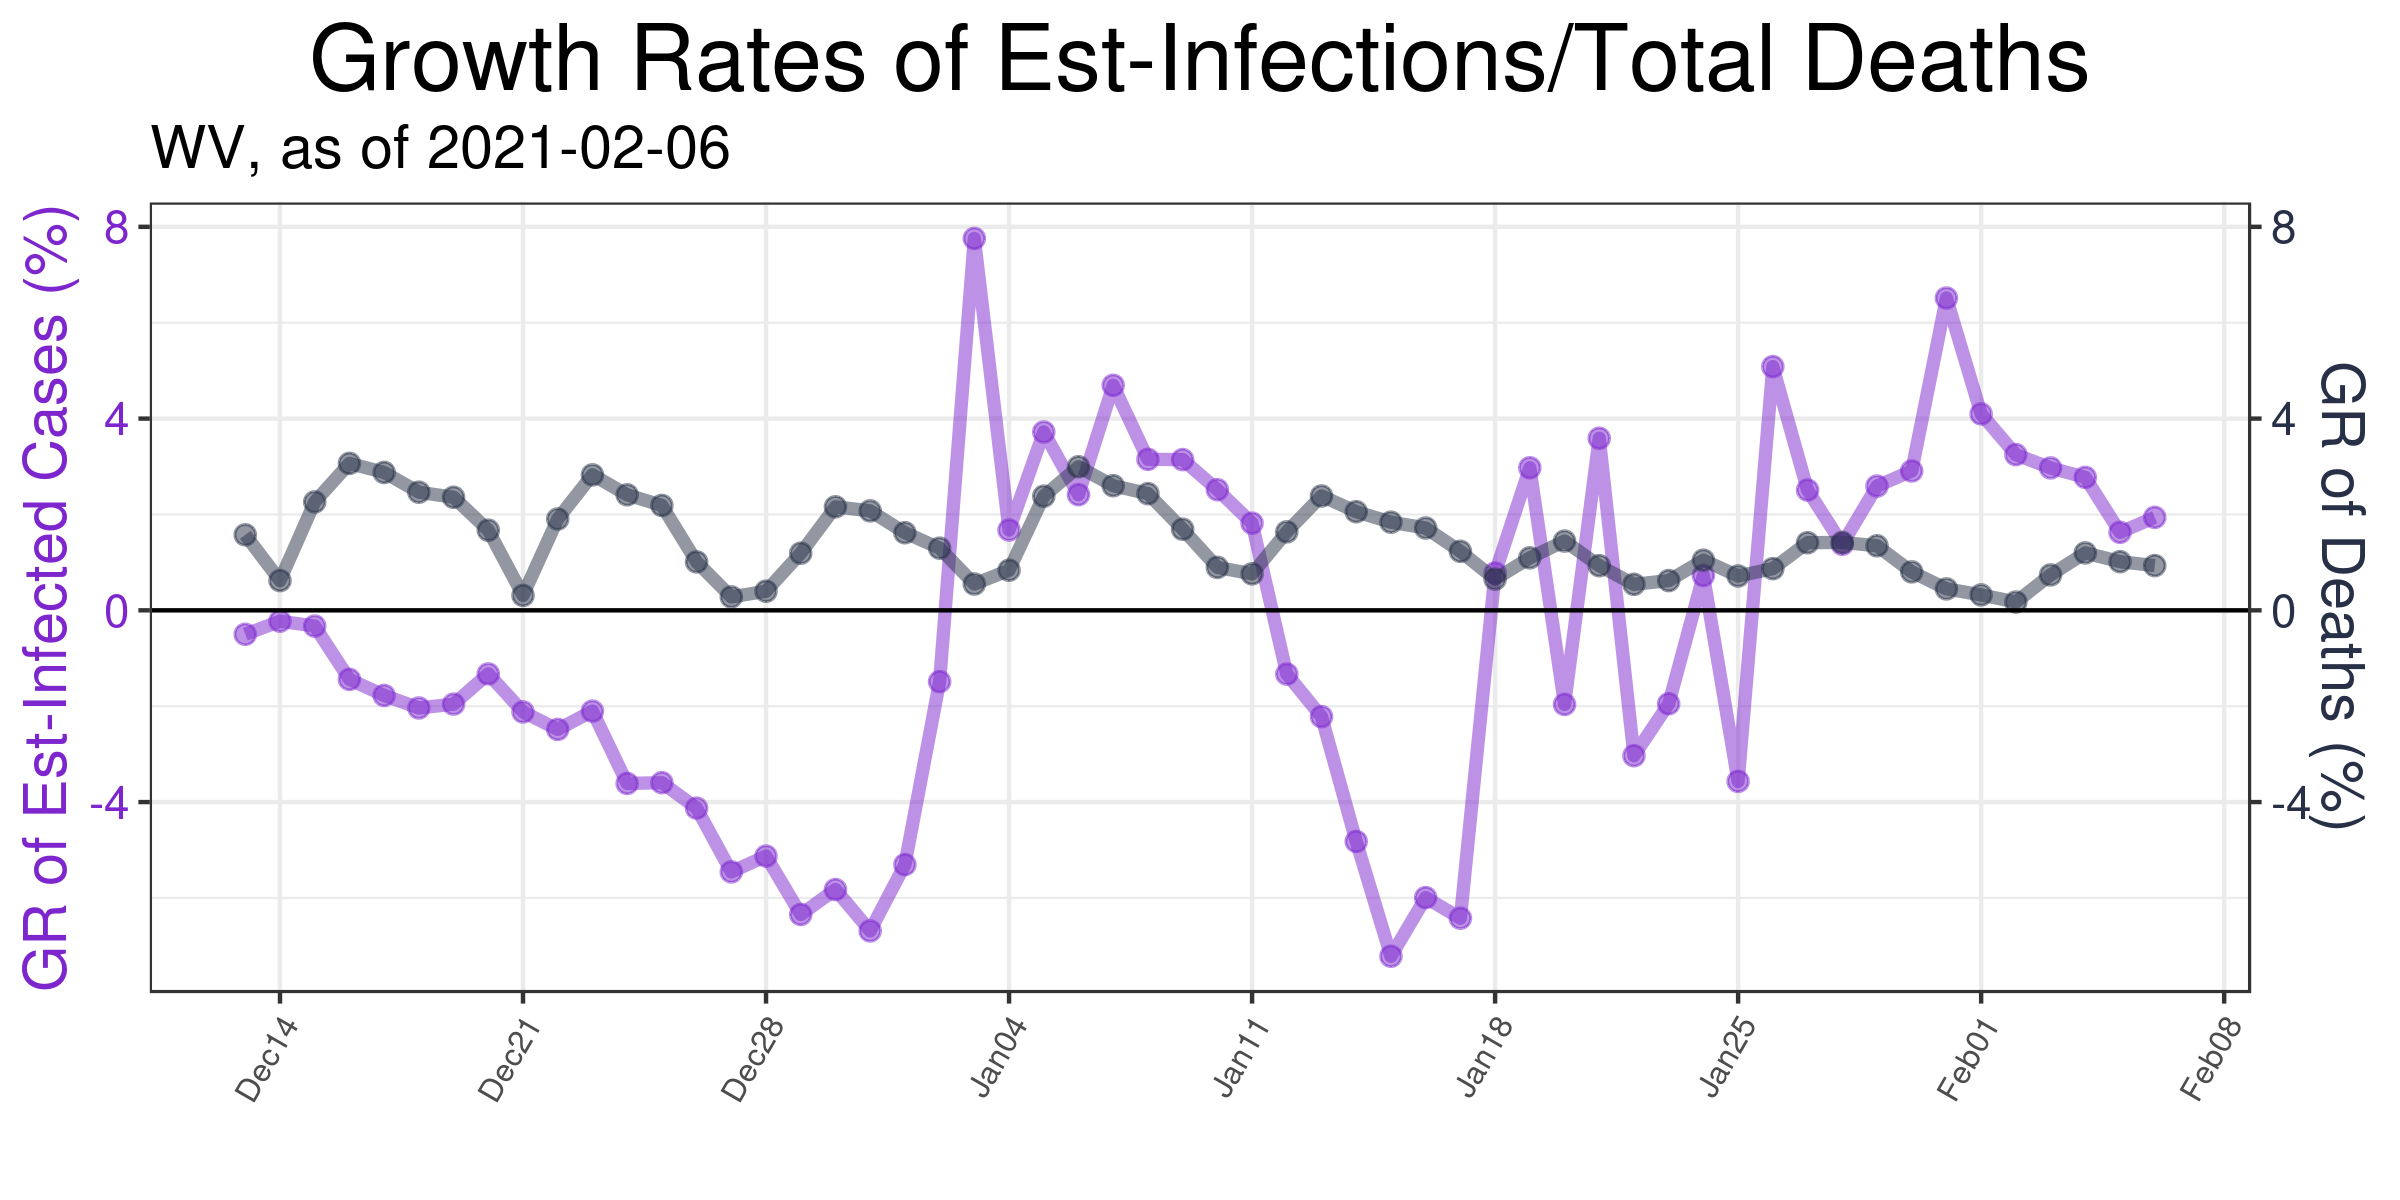 Growth Rates of Est-Infections/Total Deaths
WV, as of 2021-02-06
GR of Est-Infected Cases (%)
8
4
0
-4
8
4
0
-4
GR of Deaths (%)
Dec14
Dec21
Dec28
Jan04
Jan11
Jan18
Jan25
Feb01
Feb08